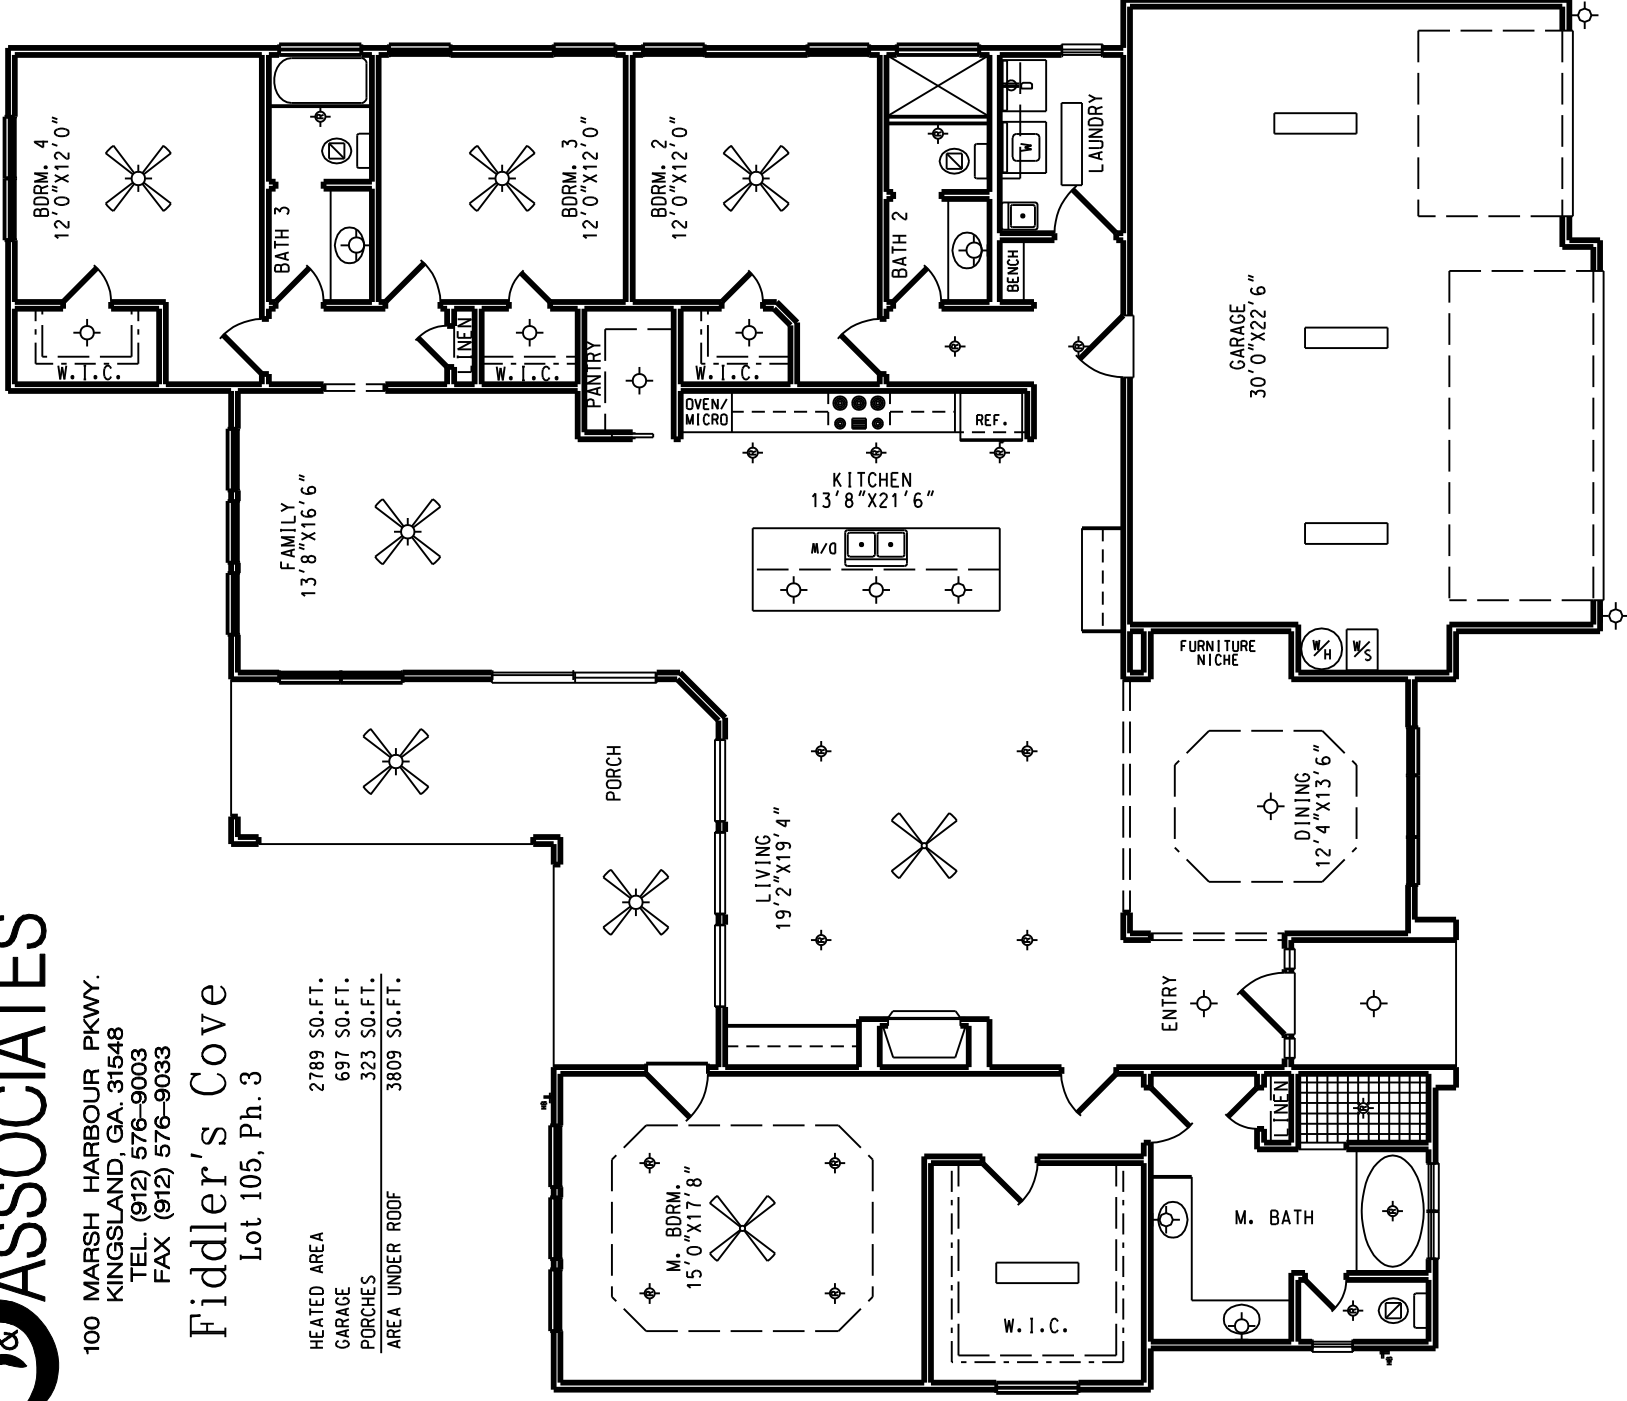 BDRM. 4
12'0"X12'0"
BATH 3
BDRM. 3
12'0"X12'0"
BDRM. 2
12'0"X12'0"
BATH 2
D
W
LAUNDRY
BENCH
GARAGE
30'0"X22'6"
W.I.C.
LINEN
W.I.C.
PANTRY
W.I.C.
OVEN/
MICRO
REF.
KITCHEN
13'8"X21'6"
D/W
FAMILY
13'8"X16'6"
FURNITURE
NICHE
W/H
W/S
PORCH
LIVING
19'2"X19'4"
DINING
12'4"X13'6"
ENTRY
M. BDRM.
15'0"X17'8"
W.I.C.
LINEN
M. BATH
& ASSOCIATES
100 MARSH HARBOUR PKWY.
KINGSLAND, GA. 31548
TEL. (912) 576-9003
FAX (912) 576-9033
Fiddler's Cove
Lot 105, Ph. 3
HEATED AREA 2789 SQ.FT.
GARAGE 697 SQ.FT.
PORCHES 323 SQ.FT.
AREA UNDER ROOF 3809 SQ.FT.